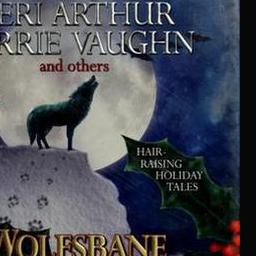 ERI ARTHUR
RRIE VAUGHN
and others
HAIR-
RAISING
HOLIDAY
TALES
WOLFSBANE